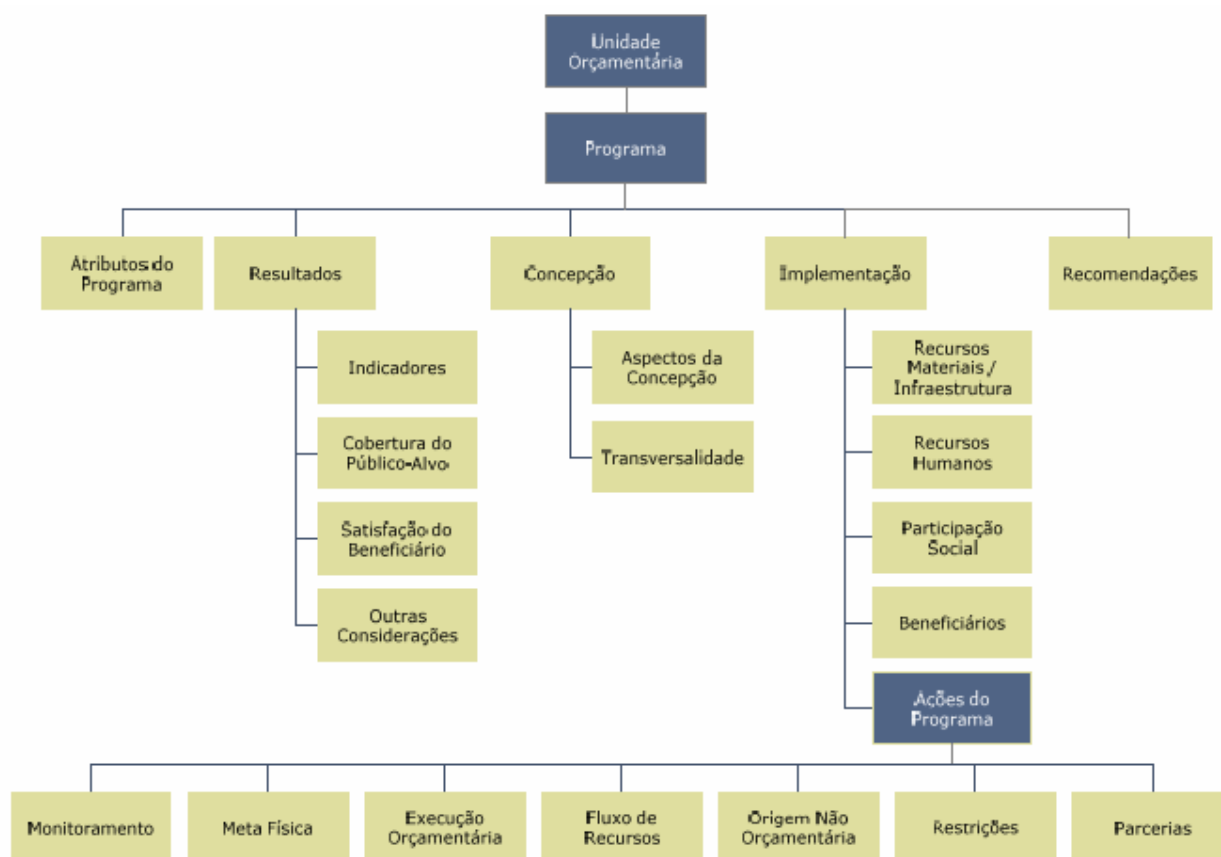 Unidade
Orçamentária
Programa
Atributos do
Programa
Resultados
Concepção
Implementação
Recomendações
Indicadores
Cobertura do
Público-Alvo
Satisfação do
Beneficiário
Outras
Considerações
Aspectos da
Concepção
Transversalidade
Recursos
Materiais /
Infraestrutura
Recursos
Humanos
Participação
Social
Beneficiários
Ações do
Programa
Monitoramento
Meta Física
Execução
Orçamentária
Fluxo de
Recursos
Origem Não
Orçamentária
Restrições
Parcerias